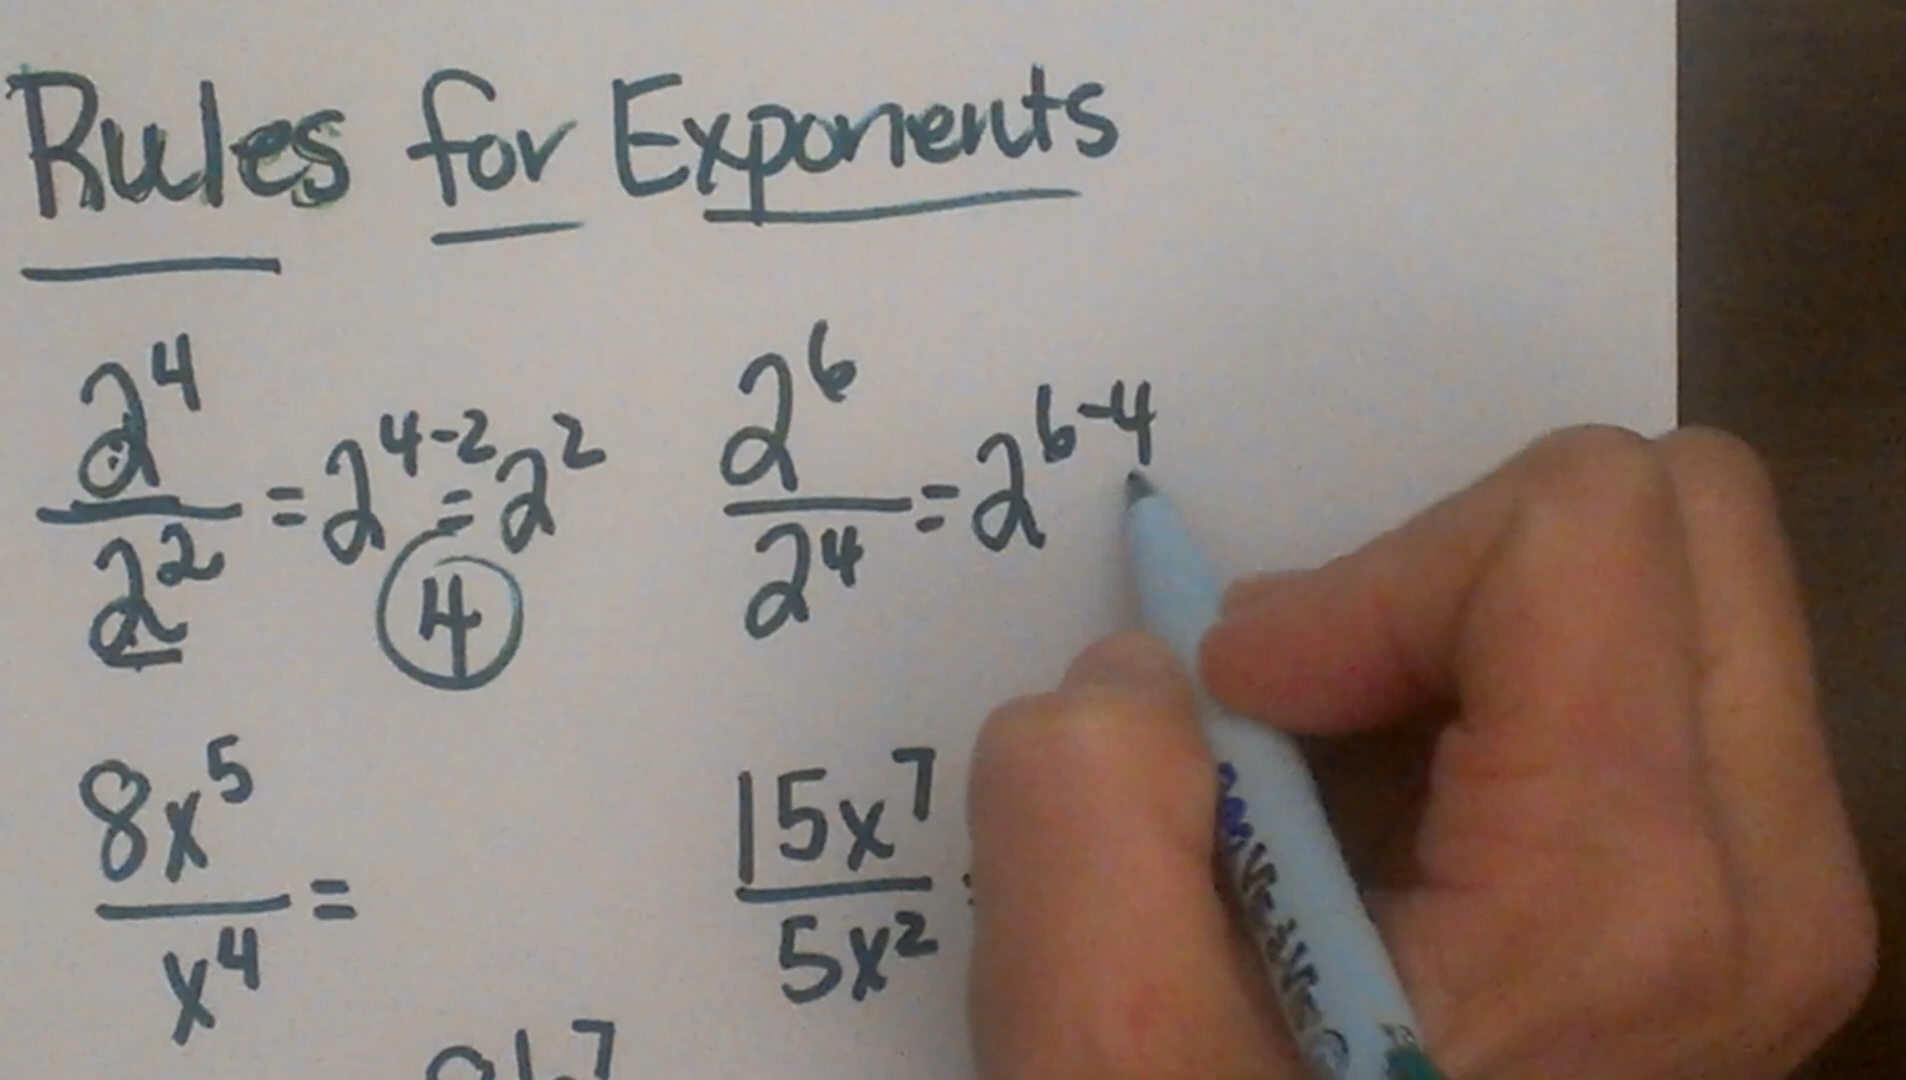 Rules for Exponents
2^4/2^2 = 2^{4-2} = 2^2
4
2^6/2^4 = 2^{6-4}
8x^5/x^4 =
15x^7/5x^2